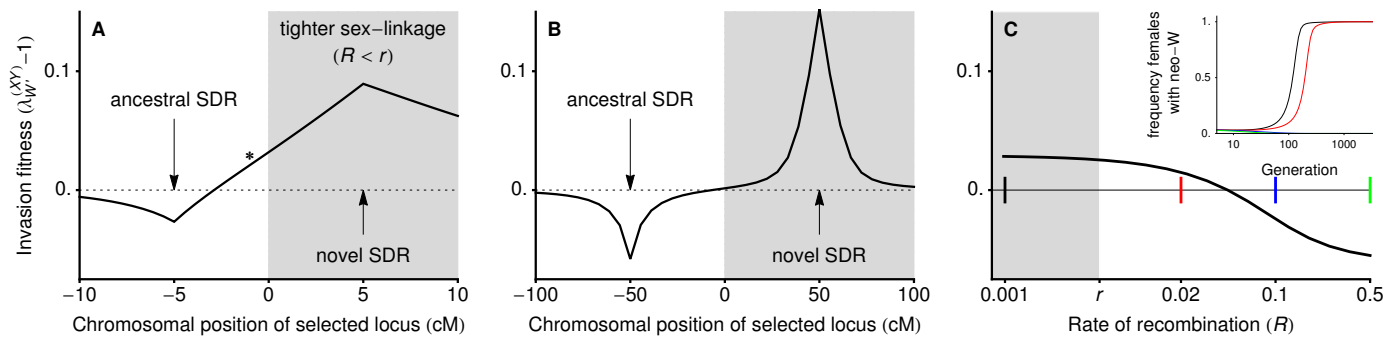 A
tighter sex−linkage
(R < r)
ancestral SDR
*
novel SDR
0.1
0.
Invasion fitness (λ_W'^(XY)−1)
−10
−5
0
5
10
Chromosomal position of selected locus (cM)
B
ancestral SDR
novel SDR
0.1
0.
−100
−50
0
50
100
Chromosomal position of selected locus (cM)
C
0.1
0.
0.001
r
0.02
0.1
0.5
Rate of recombination (R)
frequency females
with neo−W
1.
0.5
0.
10
100
1000
Generation